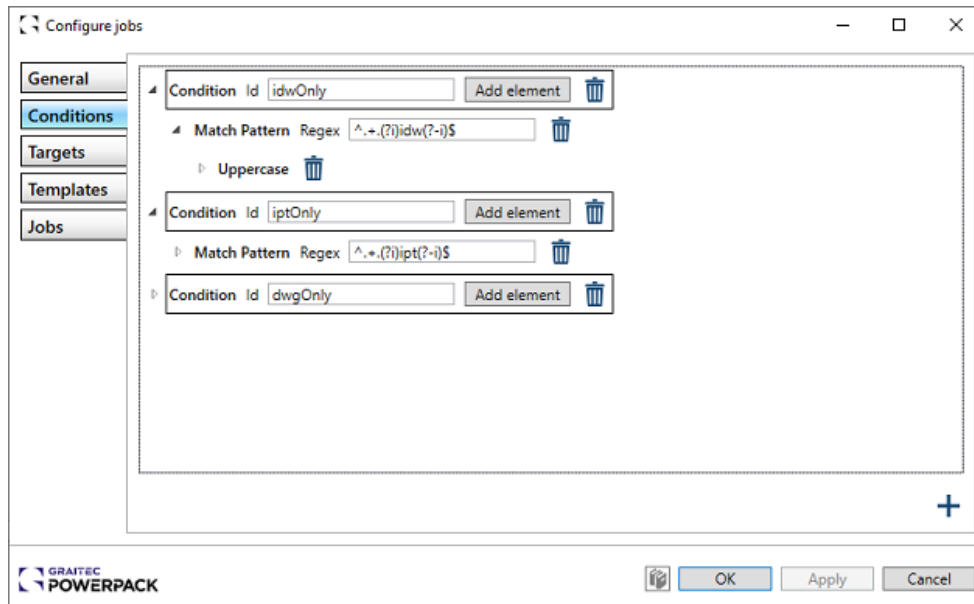 Configure jobs
General
Conditions
Targets
Templates
Jobs
Condition Id idwOnly Add element
Match Pattern Regex ^.+.(?i)idw(?-i)$
Uppercase
Condition Id iptOnly Add element
Match Pattern Regex ^.+.(?i)ipt(?-i)$
Condition Id dwgOnly Add element
GRAITEC
POWERPACK
OK Apply Cancel